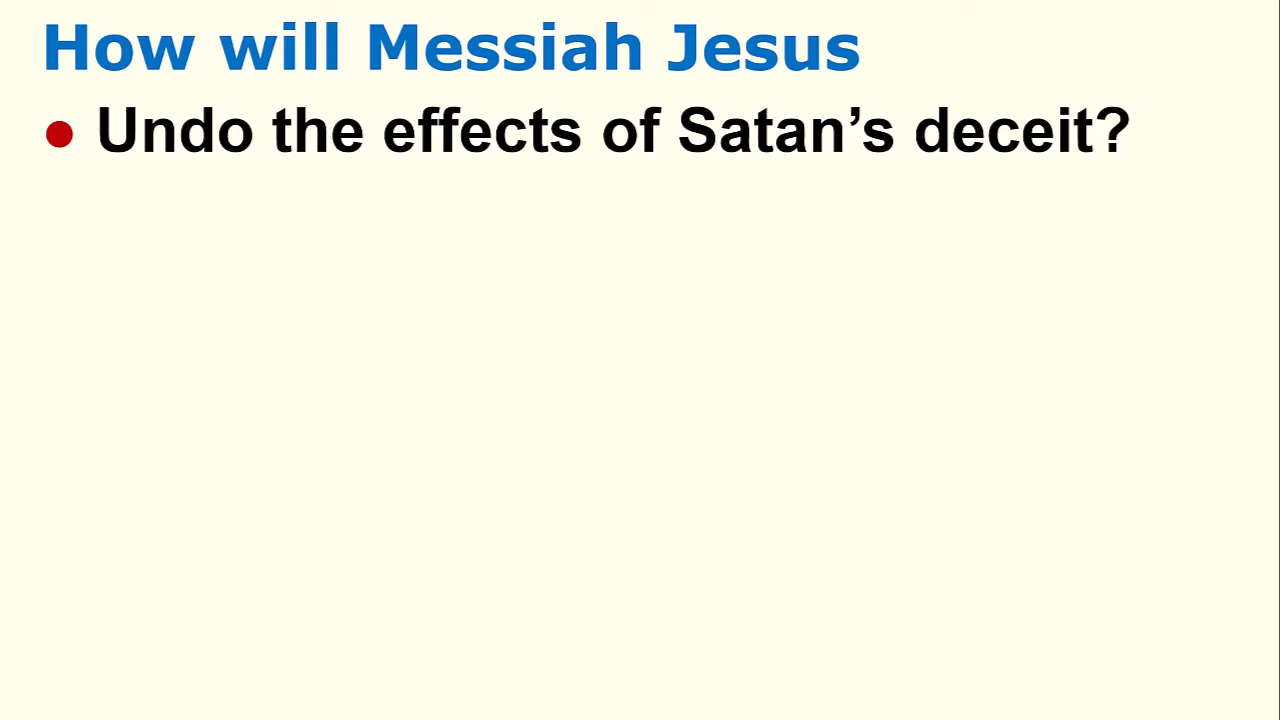 How will Messiah Jesus
● Undo the effects of Satan’s deceit?